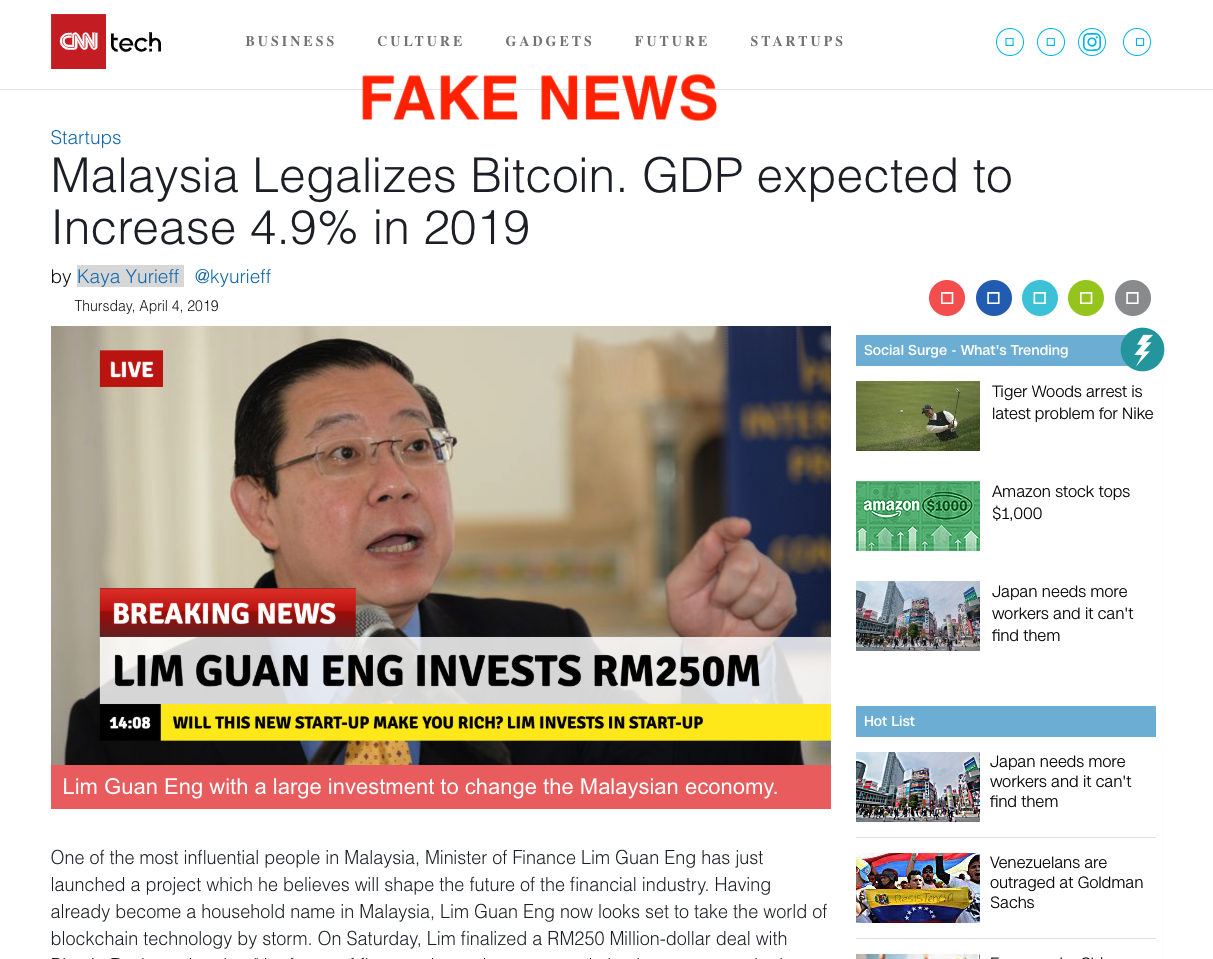 CNN tech
BUSINESS CULTURE GADGETS FUTURE STARTUPS
FAKE NEWS
Startups
Malaysia Legalizes Bitcoin. GDP expected to
Increase 4.9% in 2019
by Kaya Yurieff @kyurieff
Thursday, April 4, 2019
LIVE
BREAKING NEWS
LIM GUAN ENG INVESTS RM250M
14:08 WILL THIS NEW START-UP MAKE YOU RICH? LIM INVESTS IN START-UP
Lim Guan Eng with a large investment to change the Malaysian economy.
One of the most influential people in Malaysia, Minister of Finance Lim Guan Eng has just
launched a project which he believes will shape the future of the financial industry. Having
already become a household name in Malaysia, Lim Guan Eng now looks set to take the world of
blockchain technology by storm. On Saturday, Lim finalized a RM250 Million-dollar deal with
Social Surge - What's Trending
Tiger Woods arrest is
latest problem for Nike
amazon $1000
Amazon stock tops
$1,000
Japan needs more
workers and it can't
find them
Hot List
Japan needs more
workers and it can't
find them
Venezuelans are
outraged at Goldman
Sachs